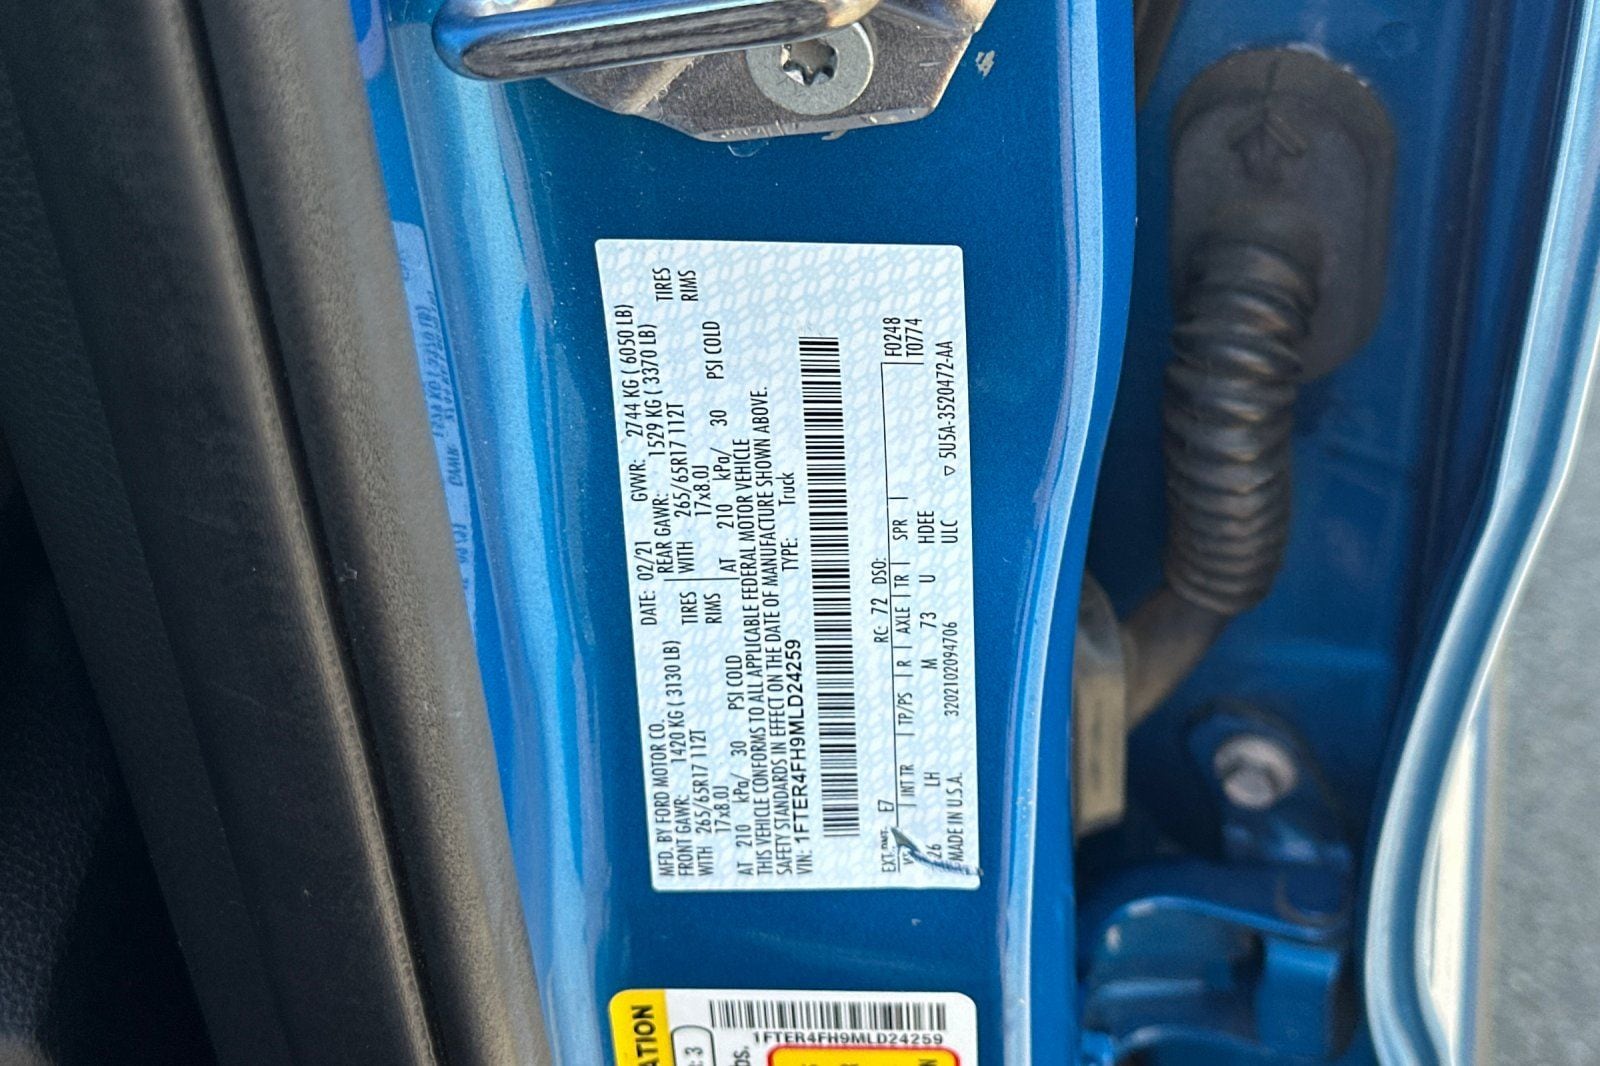 MFD. BY FORD MOTOR CO.
DATE: 02/21 GVWR: 2744 KG ( 6050 LB)
FRONT GAWR: 1420 KG ( 3130 LB)
REAR GAWR: 1529 KG ( 3370 LB)
WITH 265/65R17 112T TIRES
WITH 265/65R17 112T TIRES
17x8.0J RIMS
17x8.0J RIMS
AT 210 kPa/ 30 PSI COLD
AT 210 kPa/ 30 PSI COLD
THIS VEHICLE CONFORMS TO ALL APPLICABLE FEDERAL MOTOR VEHICLE
SAFETY STANDARDS IN EFFECT ON THE DATE OF MANUFACTURE SHOWN ABOVE.
VIN: 1FTER4FH9MLD24259 TYPE: Truck
F0248
T0774
EXT PNT: E7 RC: 72 DSO:
INT TR TP/PS R AXLE TR SPR
LH M 73 U HDEE
ULC
MADE IN U.S.A. 3202102094706
▽ 5U5A-3520472-AA
ATION
1FTER4FH9MLD24259
: 3